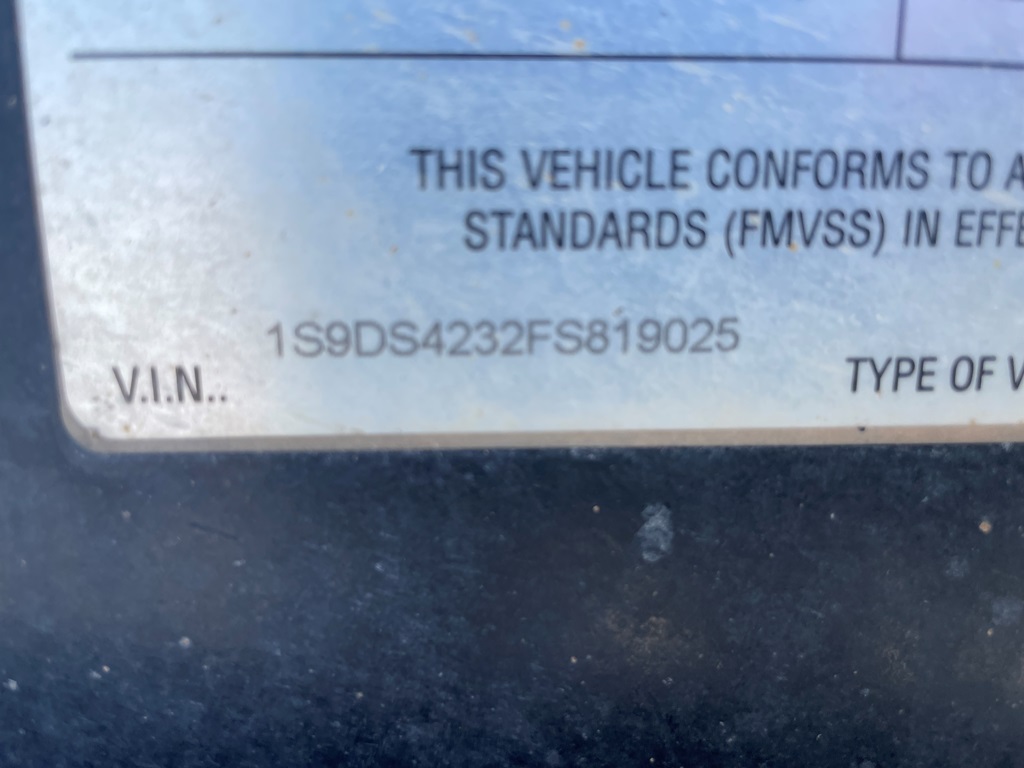 THIS VEHICLE CONFORMS TO A
STANDARDS (FMVSS) IN EFFE
1S9DS4232FS819025
V.I.N..
TYPE OF V